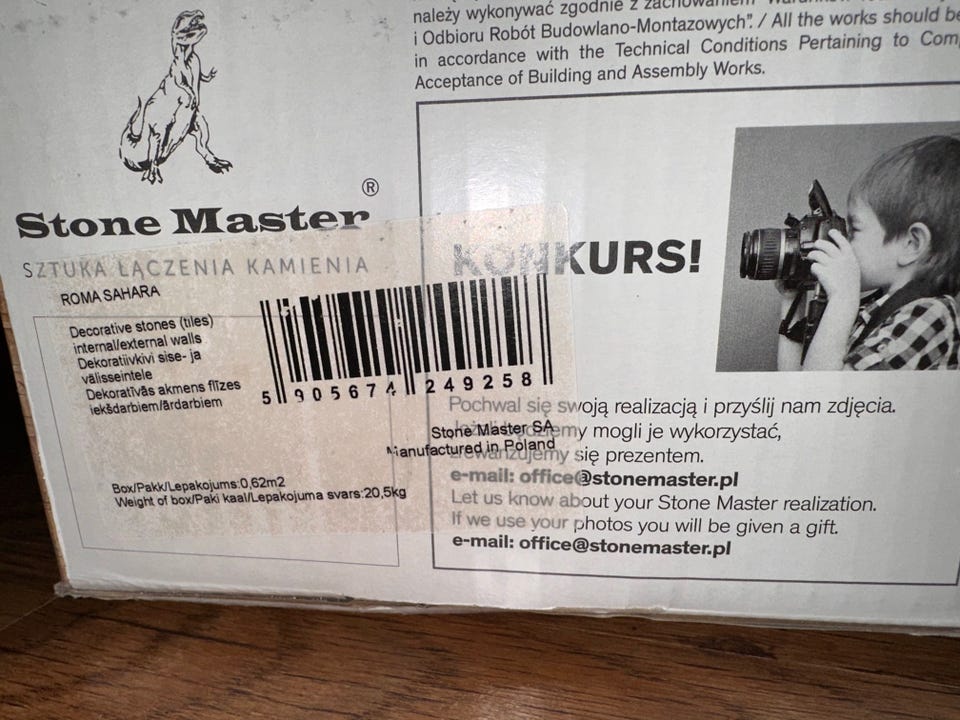 należy wykonywać zgodnie z zachowaniem
i Odbioru Robót Budowlano-Montazowych". / All the works should be
in accordance with the Technical Conditions Pertaining to
Acceptance of Building and Assembly Works.
Stone Master®
SZTUKA ŁĄCZENIA KAMIENIA
ROMA SAHARA
Decorative stones (tiles)
internal/external walls
Dekoratiivkivi sise- ja
välisseintele
Dekoratīvās akmens flīzes
iekšdarbiem/ārdarbiem
5 905674 249258
Stone Master SA
Manufactured in Poland
Box/Pakk/Lepakojums:0,62m2
Weight of box/Paki kaal/Lepakojuma svars:20,5kg
KONKURS!
Pochwal się swoją realizacją i przyślij nam zdjęcia.
mogli je wykorzystać,
się prezentem.
e-mail: office@stonemaster.pl
Let us know about your Stone Master realization.
If we use your photos you will be given a gift.
e-mail: office@stonemaster.pl